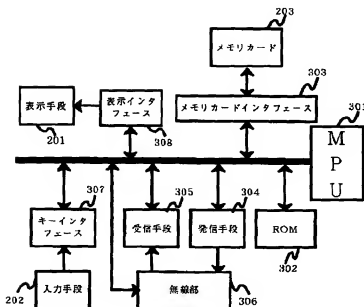 203
メモリカード
303
表示手段
表示インタ
フェース
メモリカードインタフェース
301
201
308
MPU
307
305
304
キーインタ
フェース
受信手段
発信手段
ROM
302
202
入力手段
無線部
306